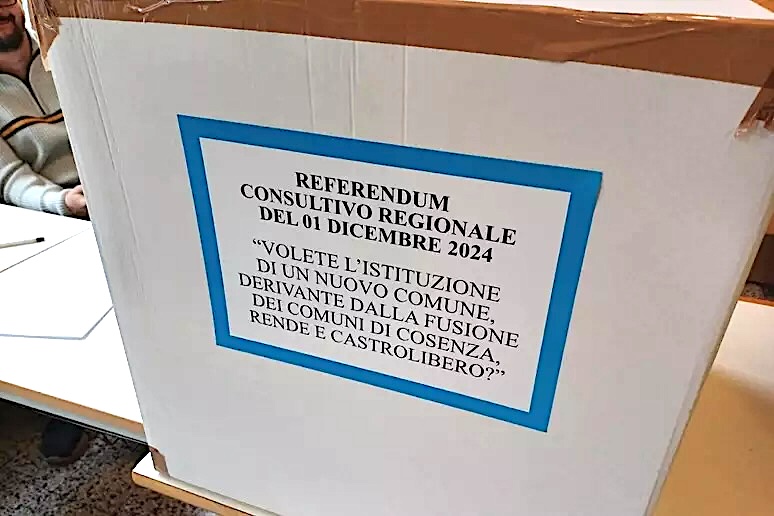 REFERENDUM
CONSULTIVO REGIONALE
DEL 01 DICEMBRE 2024
“VOLETE L’ISTITUZIONE
DI UN NUOVO COMUNE,
DERIVANTE DALLA FUSIONE
DEI COMUNI DI COSENZA,
RENDE E CASTROLIBERO?”